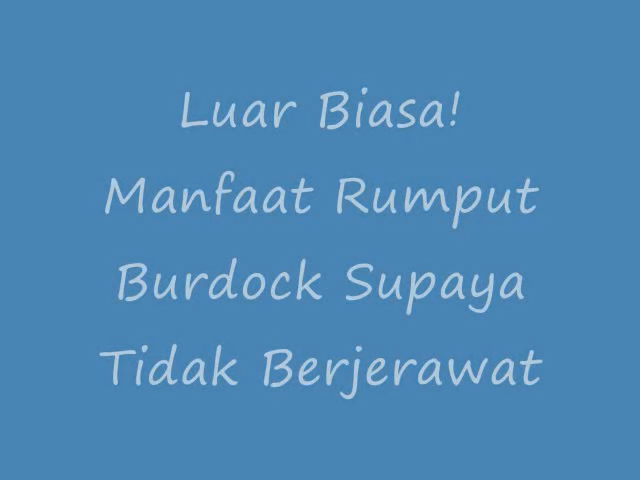 Luar Biasa!
Manfaat Rumput
Burdock Supaya
Tidak Berjerawat